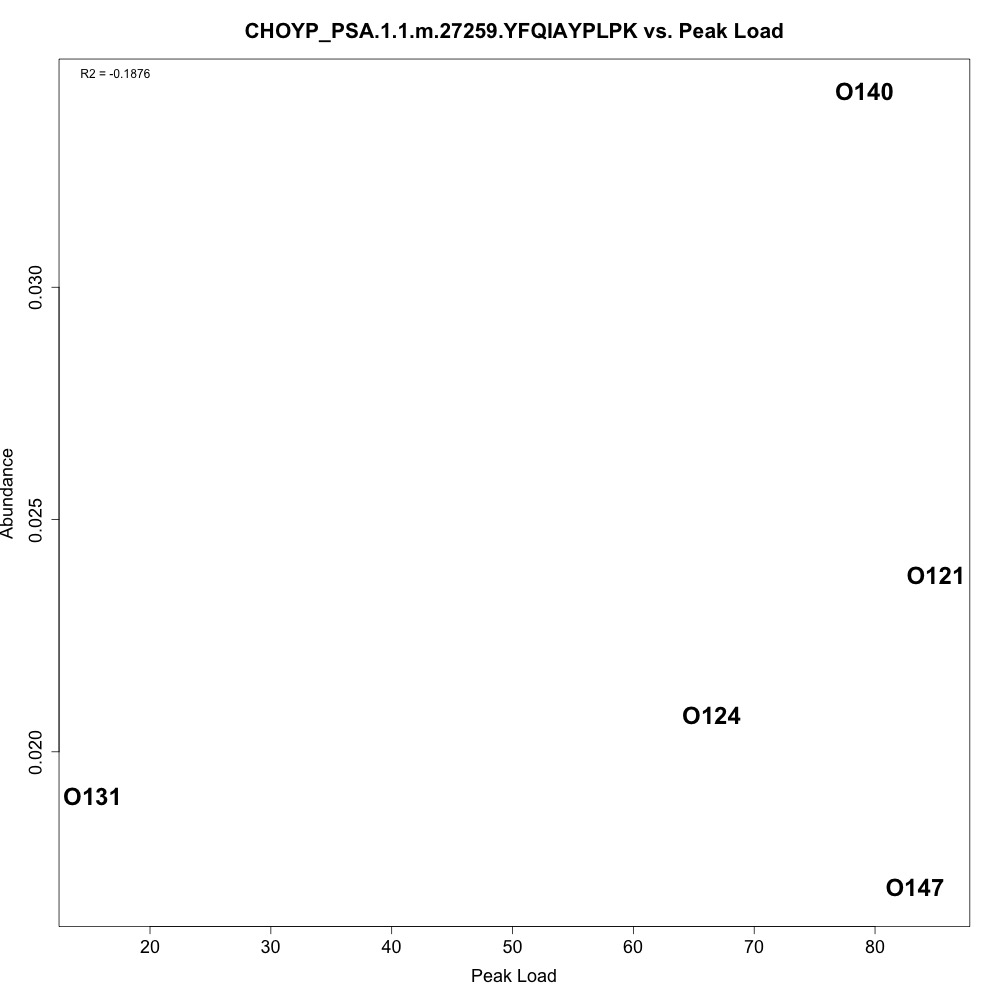 CHOYP_PSA.1.1.m.27259.YFQIAYPLPK vs. Peak Load
R2 = -0.1876
O140
0.030
0.025
Abundance
O121
O124
0.020
O131
O147
20 30 40 50 60 70 80
Peak Load